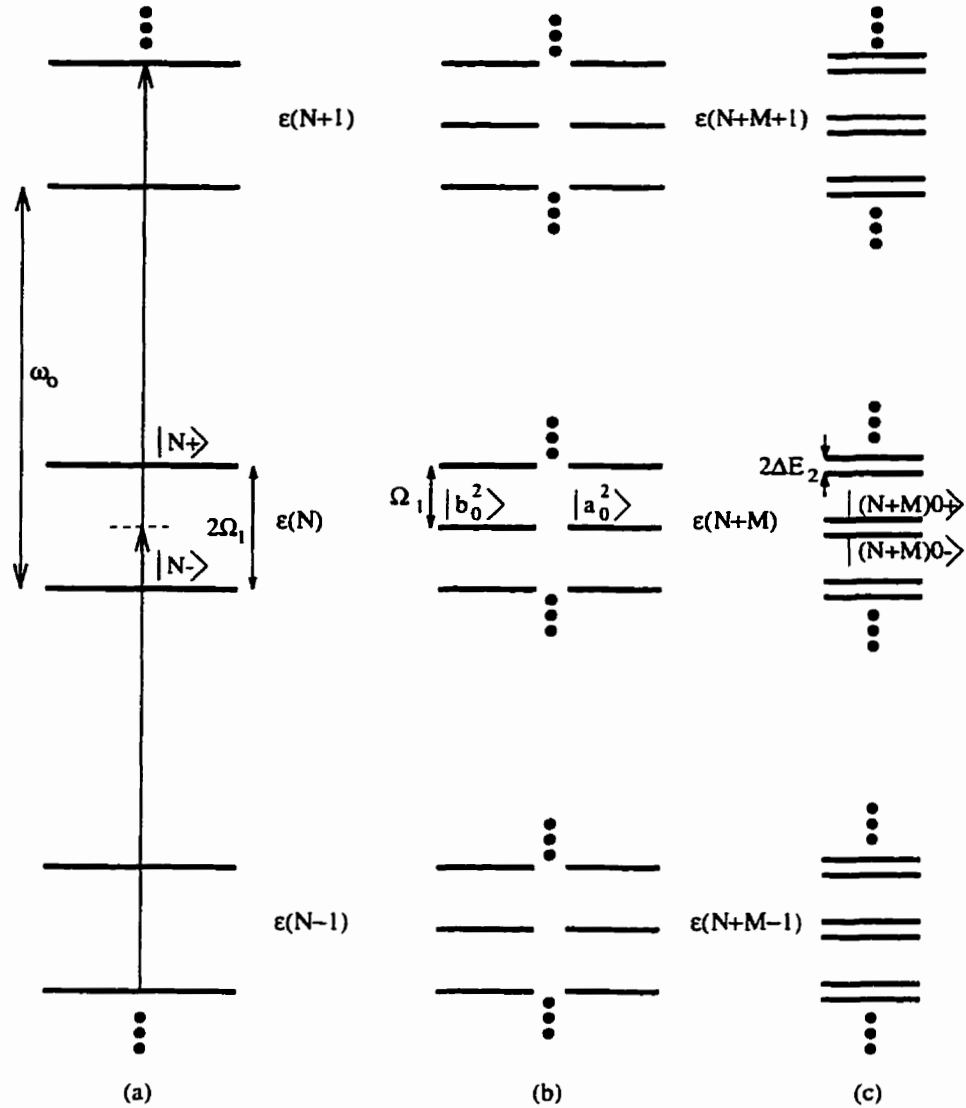 ε(N+1)
ε(N+M+1)
ω₀
|N+>
2ΔE₂
Ω₁
|b₀²>
|a₀²>
|(N+M)0+>
2Ω₁
ε(N)
ε(N+M)
|N->
|(N+M)0->
ε(N-1)
ε(N+M-1)
(a)
(b)
(c)